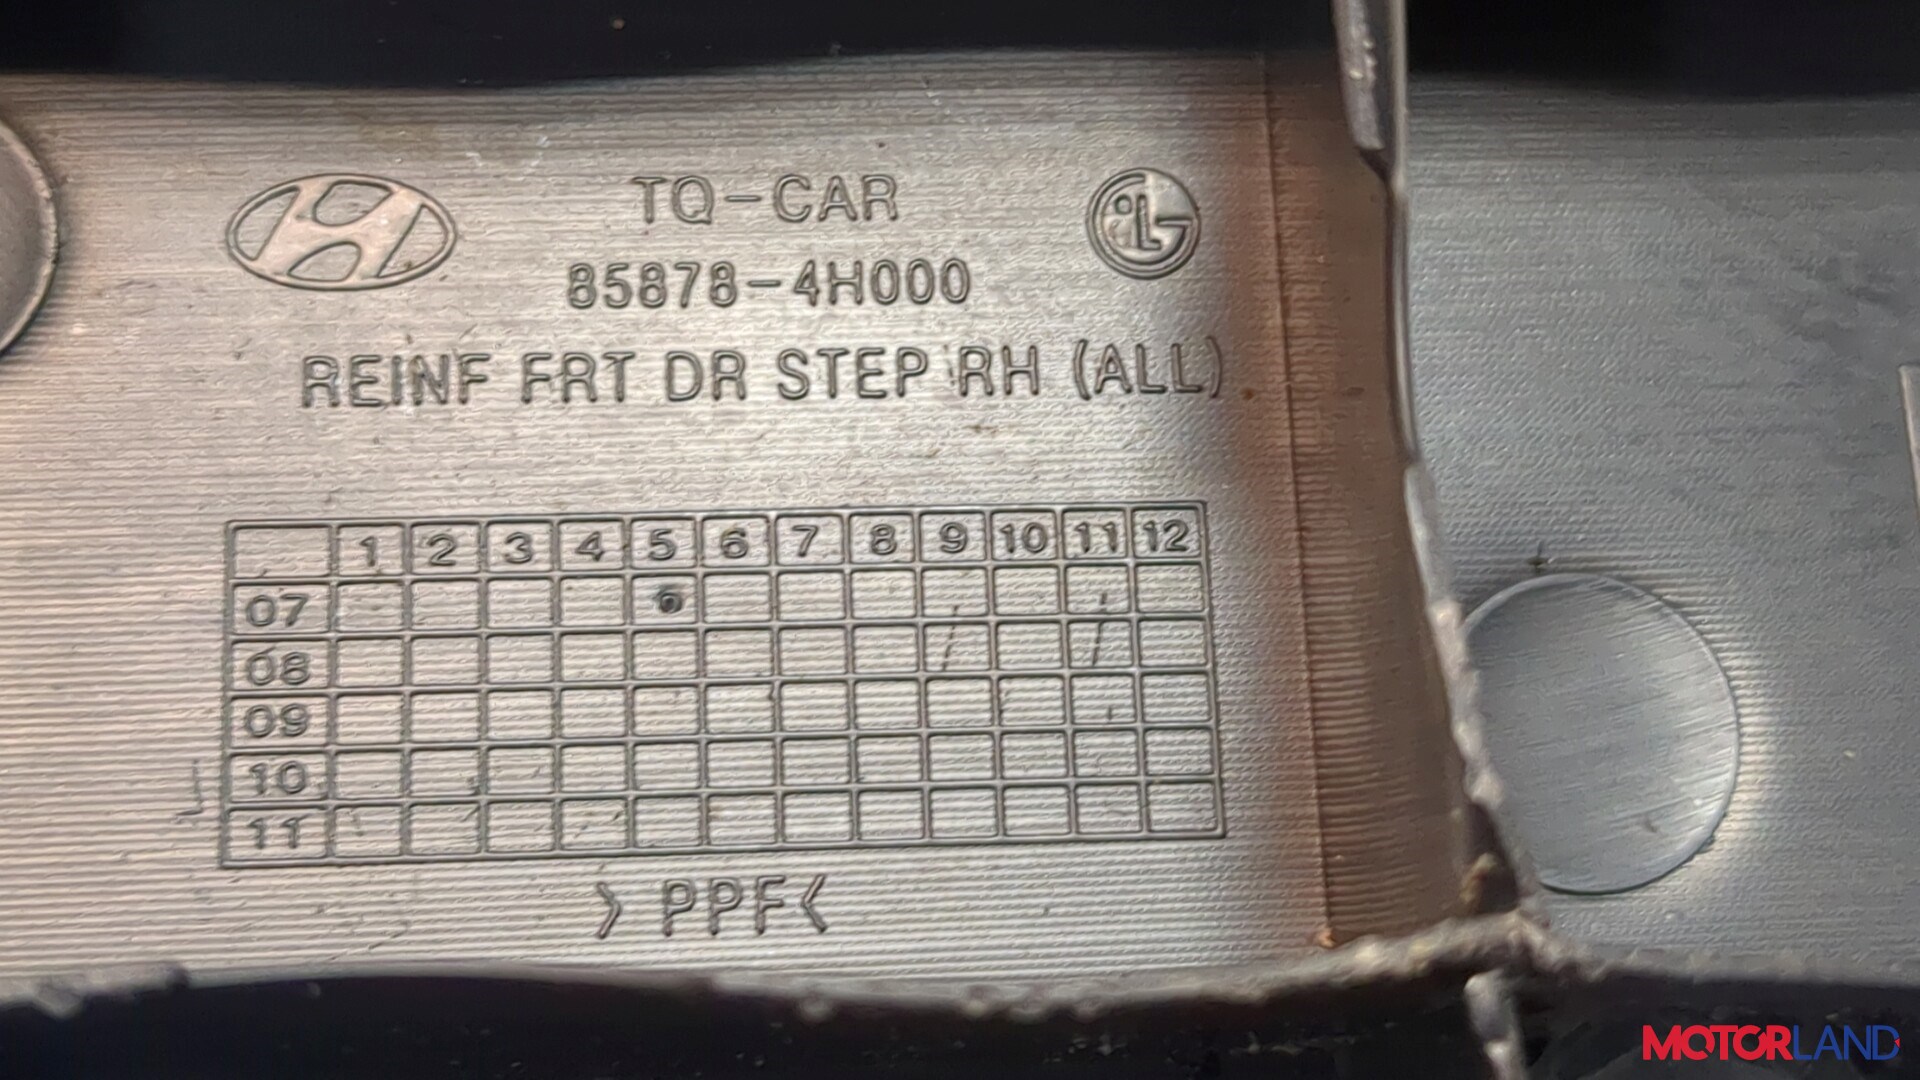 TQ-CAR
85878-4H000
REINF FRT DR STEP RH (ALL)
1 2 3 4 5 6 7 8 9 10 11 12
07
08
09
10
11
>PPF<
MOTORLAND